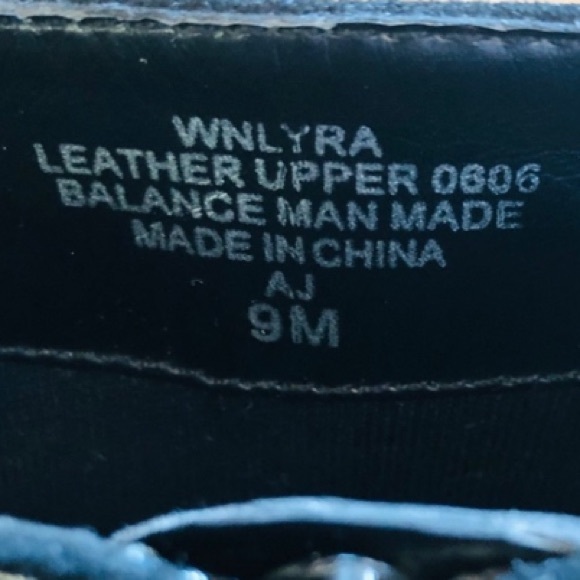 WNLYRA
LEATHER UPPER 0606
BALANCE MAN MADE
MADE IN CHINA
AJ
9M